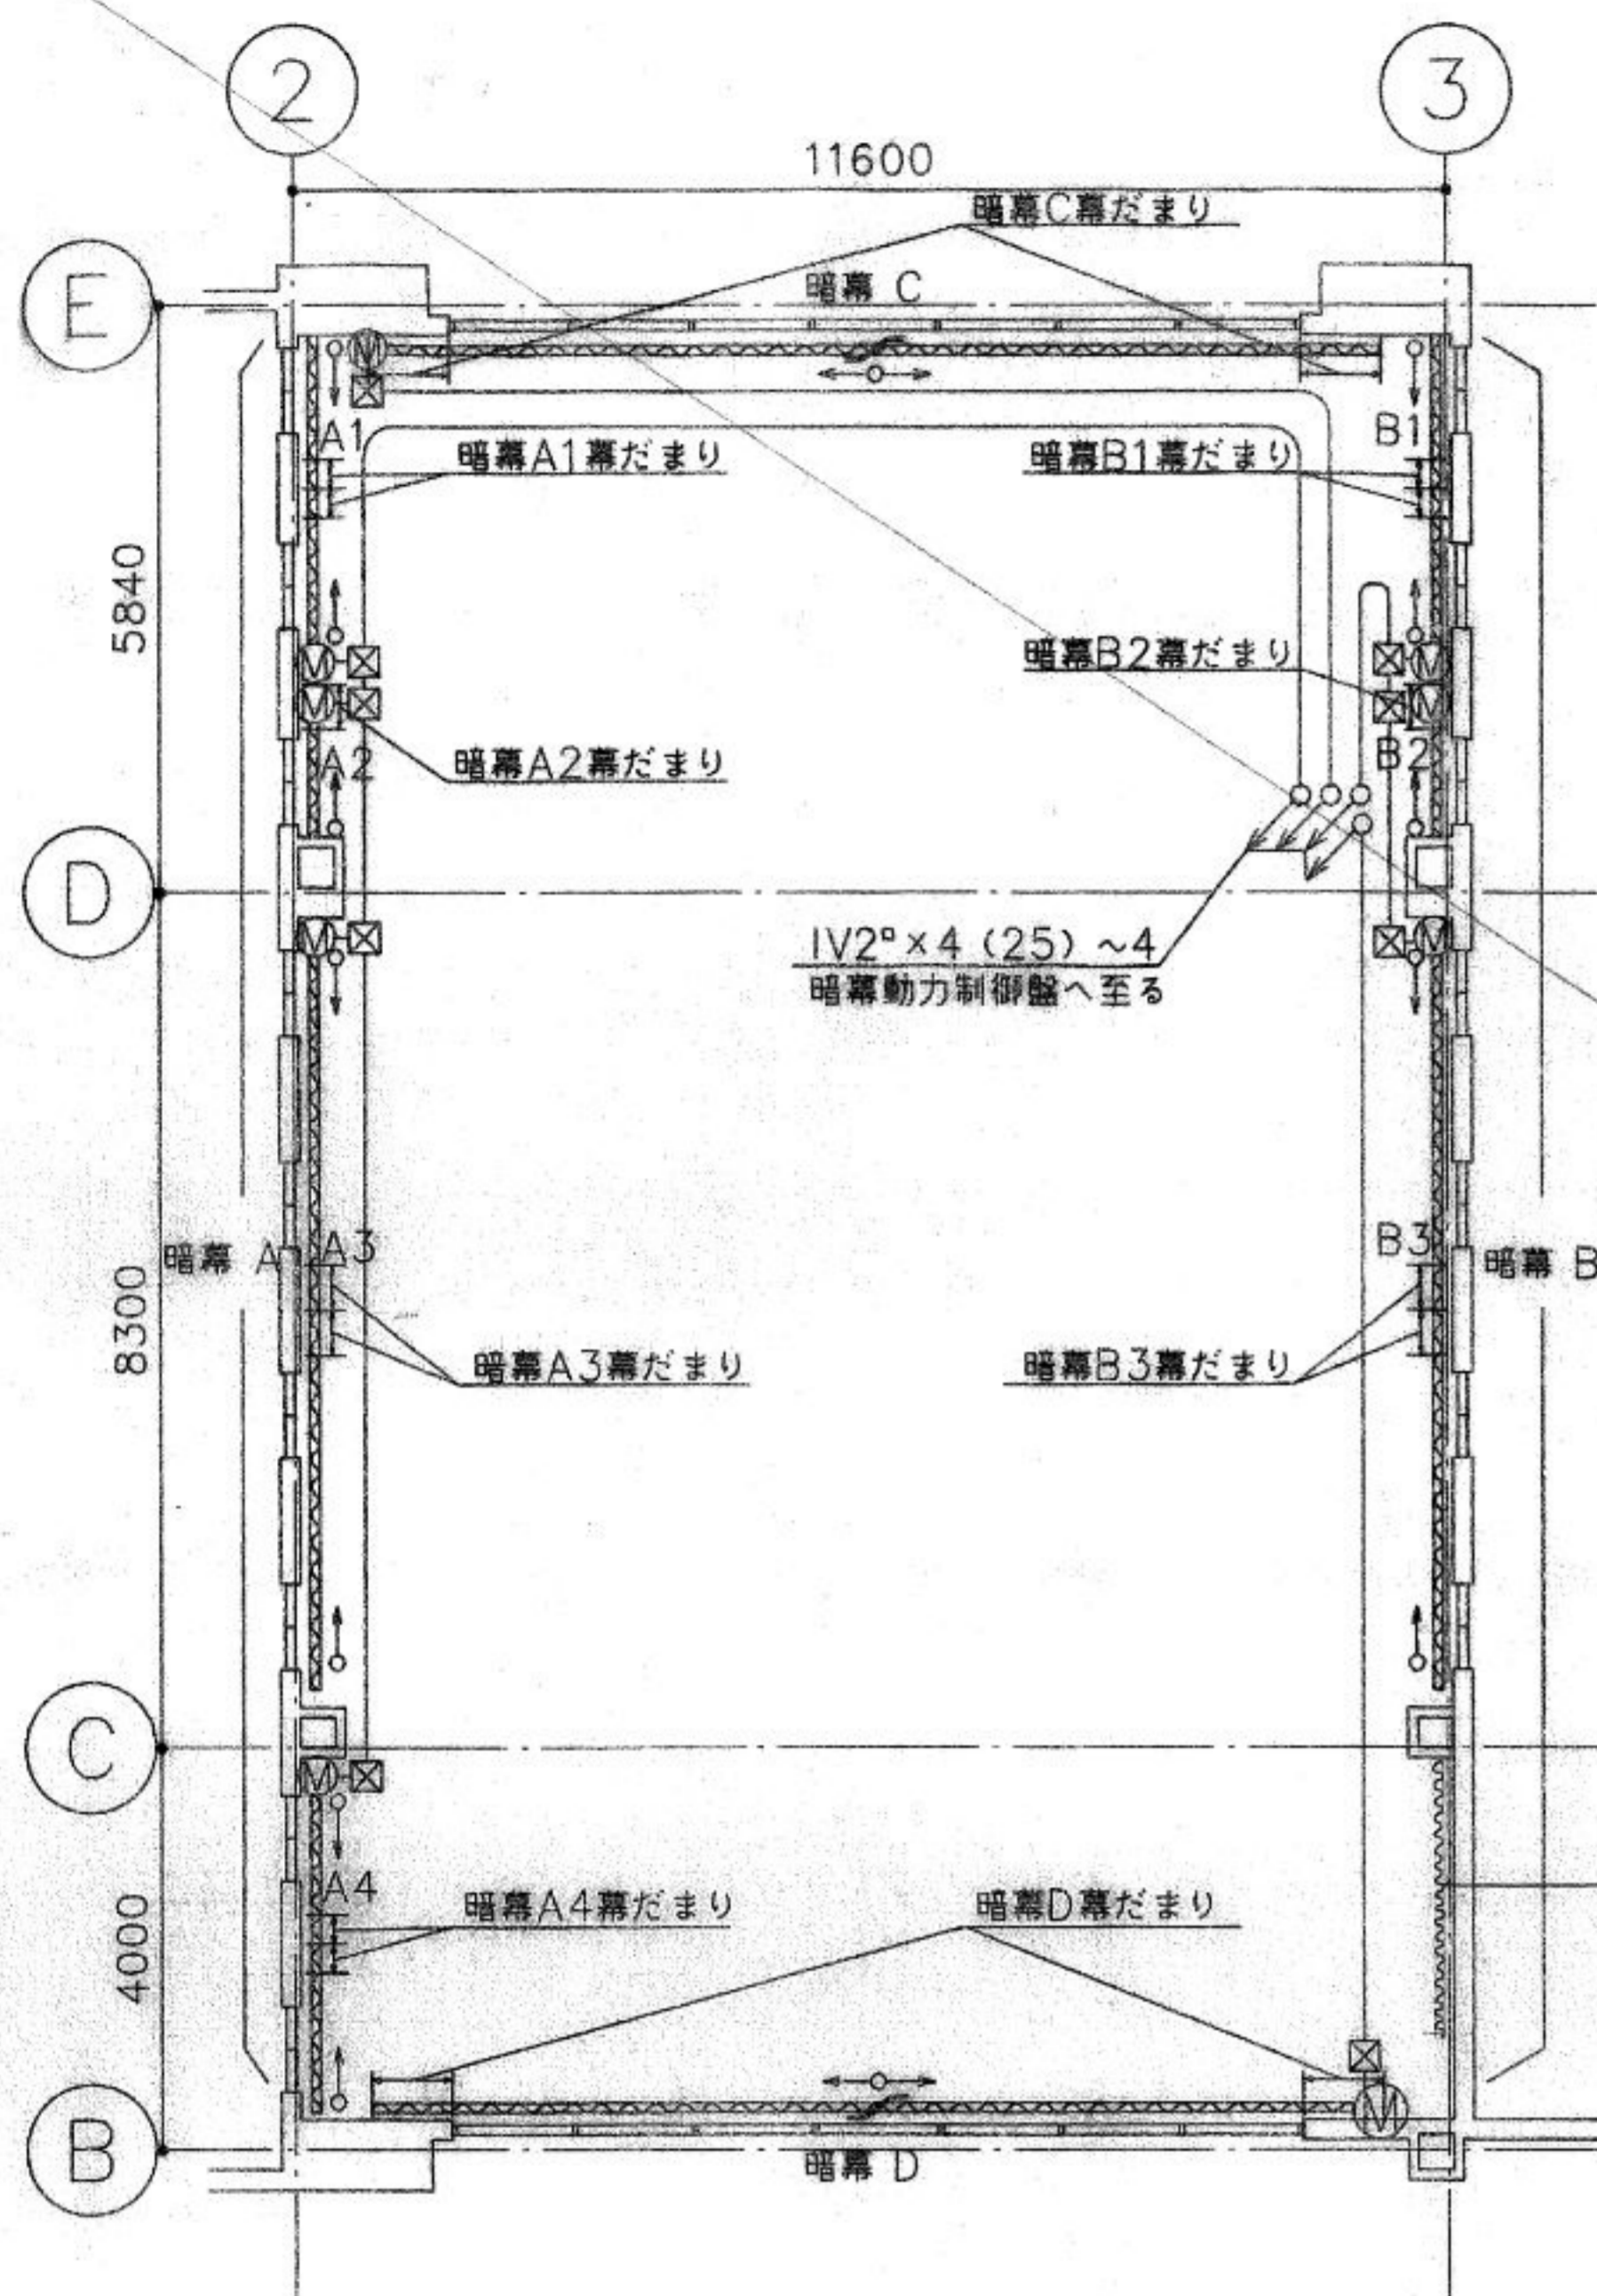 2
3
11600
暗幕C幕だまり
E
暗幕 C
A1
B1
暗幕A1幕だまり
暗幕B1幕だまり
5840
暗幕B2幕だまり
M
M
M
M
M
A2
暗幕A2幕だまり
B2
D
M
M
IV2□×4 (25) ~4
暗幕動力制御盤へ至る
暗幕 A
A3
B3
暗幕 B
8300
暗幕A3幕だまり
暗幕B3幕だまり
C
M
A4
暗幕A4幕だまり
暗幕D幕だまり
4000
M
B
暗幕 D